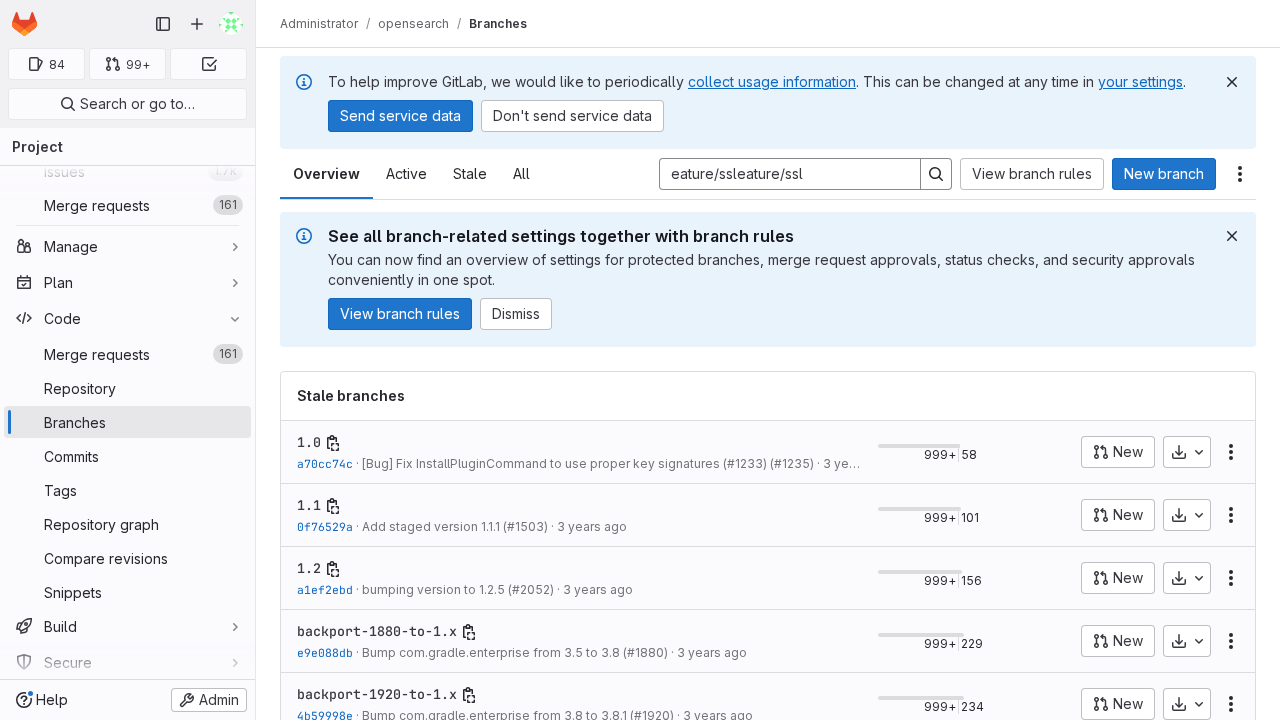 Administrator / opensearch / Branches
84
99+
Search or go to…
Project
Issues 1.7k
Merge requests 161
Manage
Plan
Code
Merge requests 161
Repository
Branches
Commits
Tags
Repository graph
Compare revisions
Snippets
Build
Secure
Help
Admin
To help improve GitLab, we would like to periodically collect usage information. This can be changed at any time in your settings.
Send service data
Don't send service data
Overview
Active
Stale
All
eature/ssleature/ssl
View branch rules
New branch
See all branch-related settings together with branch rules
You can now find an overview of settings for protected branches, merge request approvals, status checks, and security approvals
conveniently in one spot.
View branch rules
Dismiss
Stale branches
1.0
a70cc74c · [Bug] Fix InstallPluginCommand to use proper key signatures (#1233) (#1235) · 3 ye…
999+ 58
New
1.1
0f76529a · Add staged version 1.1.1 (#1503) · 3 years ago
999+ 101
New
1.2
a1ef2ebd · bumping version to 1.2.5 (#2052) · 3 years ago
999+ 156
New
backport-1880-to-1.x
e9e088db · Bump com.gradle.enterprise from 3.5 to 3.8 (#1880) · 3 years ago
999+ 229
New
backport-1920-to-1.x
4b59998e · Bump com.gradle.enterprise from 3.8 to 3.8.1 (#1920) · 3 years ago
999+ 234
New